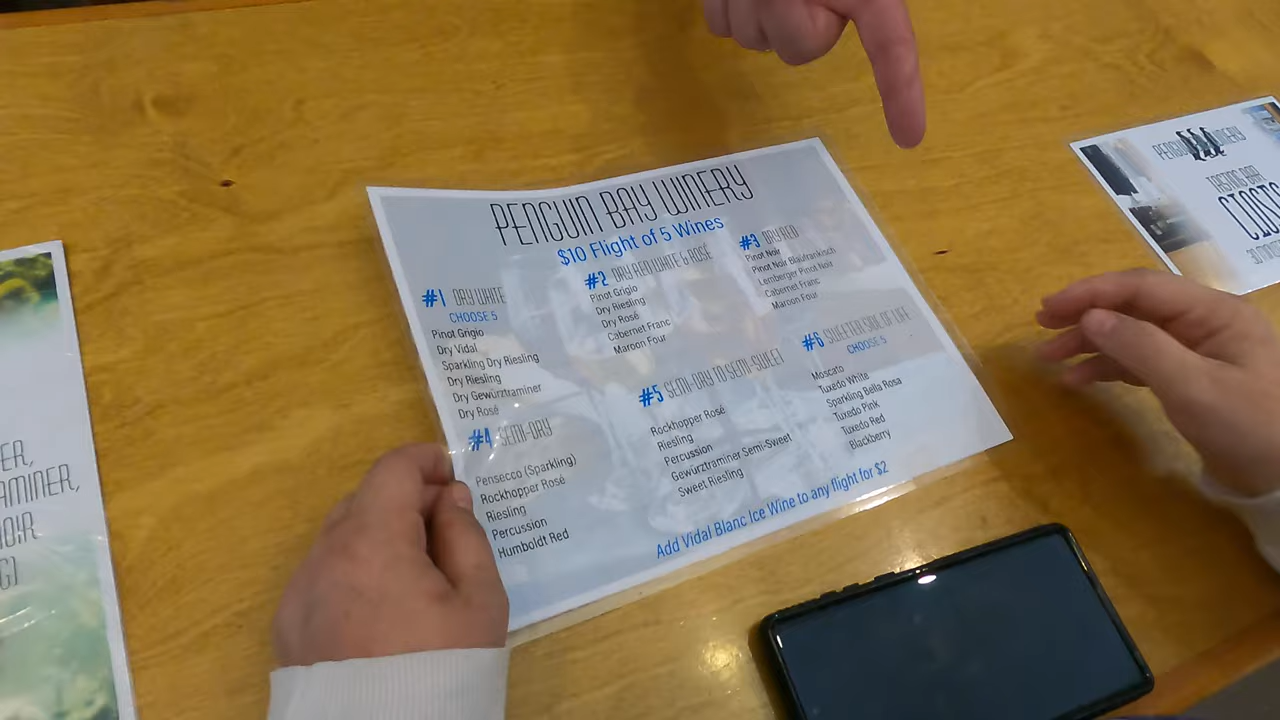 PENGUIN BAY WINERY
$10 Flight of 5 Wines
#1 DRY WHITE
CHOOSE 5
Pinot Grigio
Dry Vidal
Sparkling Dry Riesling
Dry Riesling
Dry Gewürztraminer
Dry Rosé
#2 DRY RED WHITE & ROSÉ
Pinot Grigio
Dry Riesling
Dry Rosé
Cabernet Franc
Maroon Four
#3 DRY RED
Pinot Noir
Pinot Noir Blaufrankisch
Lemberger Pinot Noir
Cabernet Franc
Maroon Four
#4 SEMI-DRY
Pensecco (Sparkling)
Rockhopper Rosé
Riesling
Percussion
Humboldt Red
#5 SEMI-DRY TO SEMI-SWEET
Rockhopper Rosé
Riesling
Percussion
Gewürztraminer Semi-Sweet
Sweet Riesling
#6 SWEETER SIDE OF LIFE
CHOOSE 5
Moscato
Tuxedo White
Sparkling Bella Rosa
Tuxedo Pink
Tuxedo Red
Blackberry
Add Vidal Blanc Ice Wine to any flight for $2
ER,
AMINER,
OIR
G)
WINERY
TASTING BAR